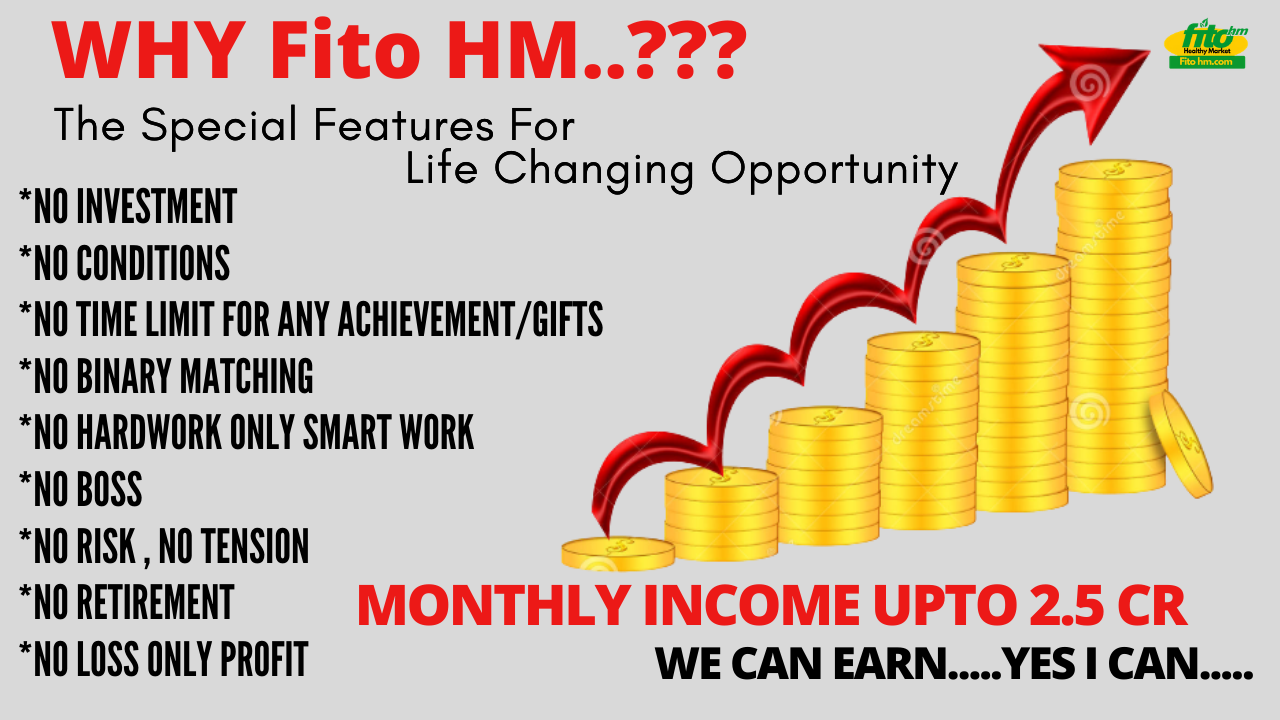 WHY Fito HM..???
fito hm
Healthy Market
Fito hm.com
The Special Features For
Life Changing Opportunity
*NO INVESTMENT
*NO CONDITIONS
*NO TIME LIMIT FOR ANY ACHIEVEMENT/GIFTS
*NO BINARY MATCHING
*NO HARDWORK ONLY SMART WORK
*NO BOSS
*NO RISK , NO TENSION
*NO RETIREMENT
*NO LOSS ONLY PROFIT
MONTHLY INCOME UPTO 2.5 CR
WE CAN EARN.....YES I CAN.....
dreamstime
dreamstime